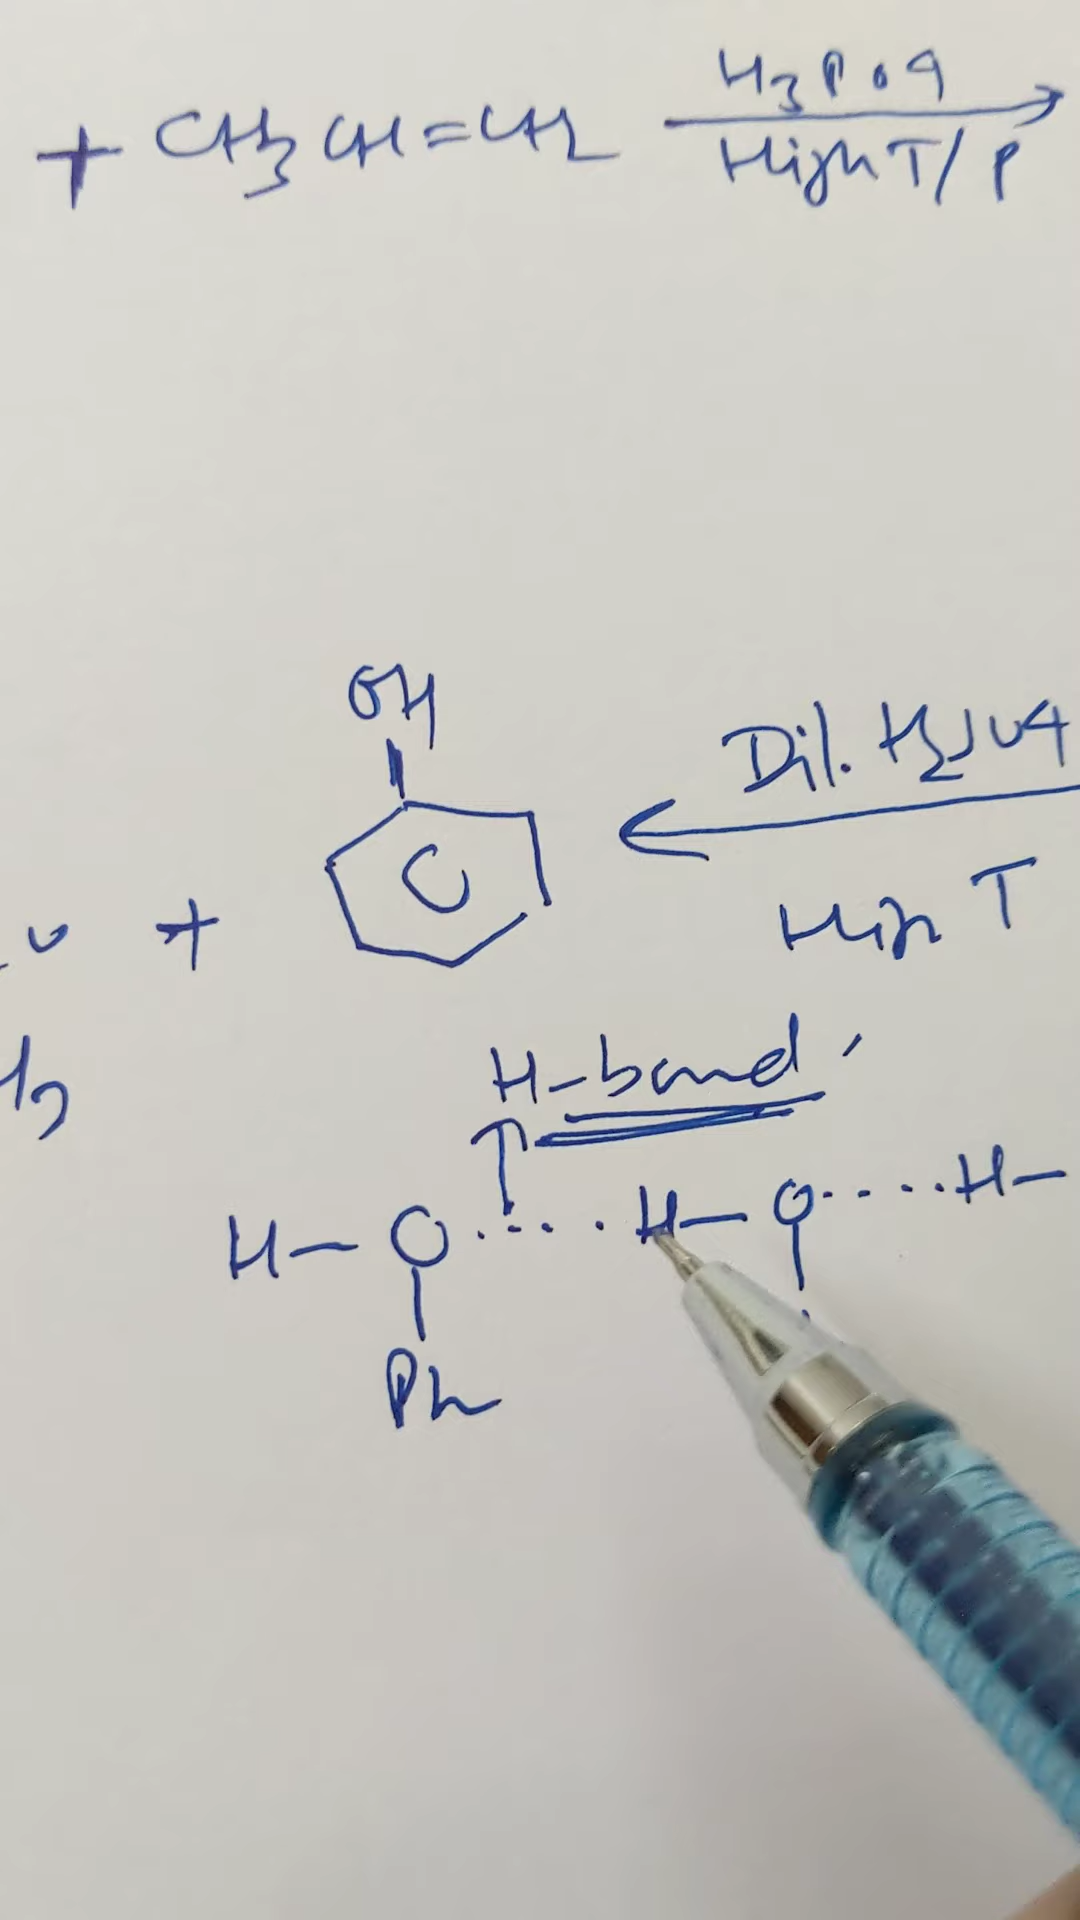 H3PO4
+ CH3CH=CH2
High T/P
OH
Dil. H2SO4
+
High T
H-bond
H-O.....H-O.....H-
Ph